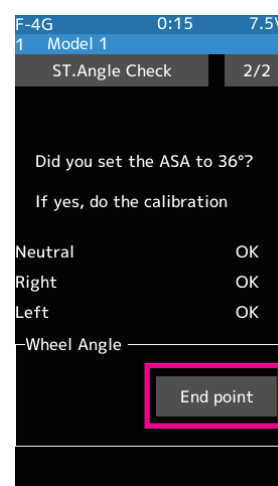 F-4G 0:15 7.5V
1 Model 1
ST.Angle Check 2/2
Did you set the ASA to 36°?
If yes, do the calibration
Neutral OK
Right OK
Left OK
Wheel Angle
End point